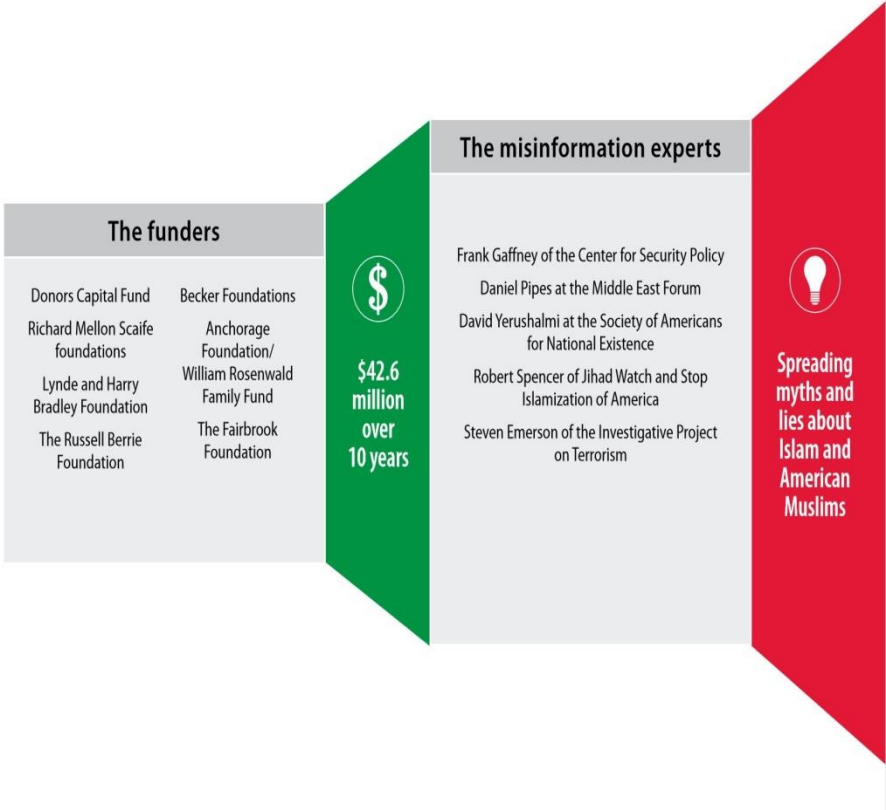 The funders
Donors Capital Fund
Richard Mellon Scaife
foundations
Lynde and Harry
Bradley Foundation
The Russell Berrie
Foundation
Becker Foundations
Anchorage
Foundation/
William Rosenwald
Family Fund
The Fairbrook
Foundation
$
$42.6
million
over
10 years
The misinformation experts
Frank Gaffney of the Center for Security Policy
Daniel Pipes at the Middle East Forum
David Yerushalmi at the Society of Americans
for National Existence
Robert Spencer of Jihad Watch and Stop
Islamization of America
Steven Emerson of the Investigative Project
on Terrorism
Spreading
myths and
lies about
Islam and
American
Muslims